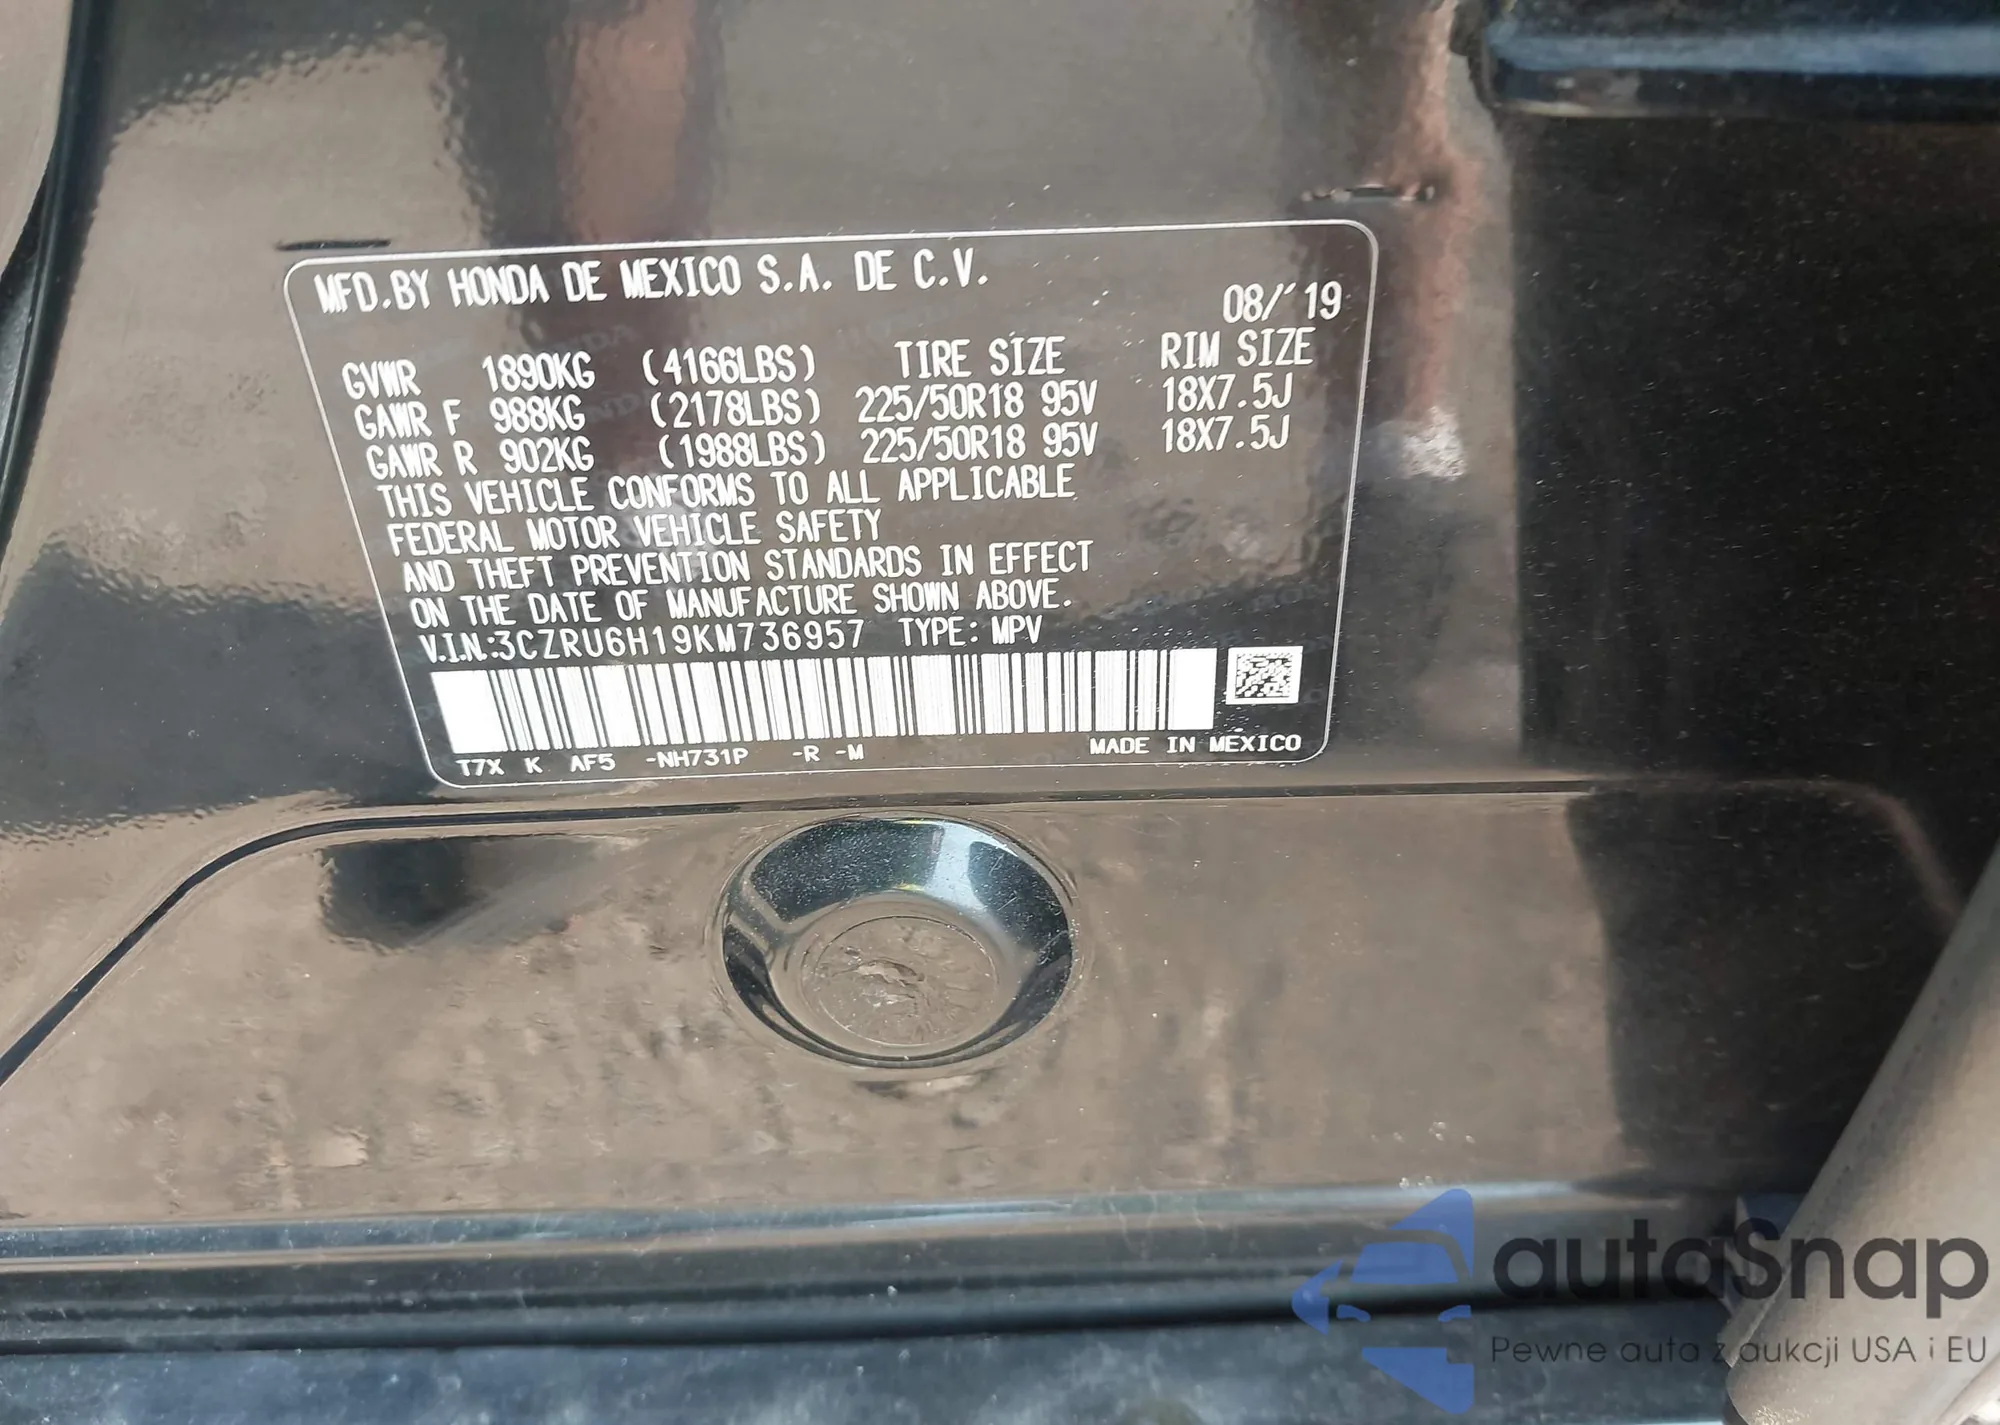 MFD.BY HONDA DE MEXICO S.A. DE C.V.
08/'19
GVWR 1890KG (4166LBS) TIRE SIZE RIM SIZE
GAWR F 988KG (2178LBS) 225/50R18 95V 18X7.5J
GAWR R 902KG (1988LBS) 225/50R18 95V 18X7.5J
THIS VEHICLE CONFORMS TO ALL APPLICABLE
FEDERAL MOTOR VEHICLE SAFETY
AND THEFT PREVENTION STANDARDS IN EFFECT
ON THE DATE OF MANUFACTURE SHOWN ABOVE.
V.I.N.:3CZRU6H19KM736957 TYPE: MPV
T7X K AF5 -NH731P -R -M MADE IN MEXICO
autaSnap
Pewne auta z aukcji USA i EU